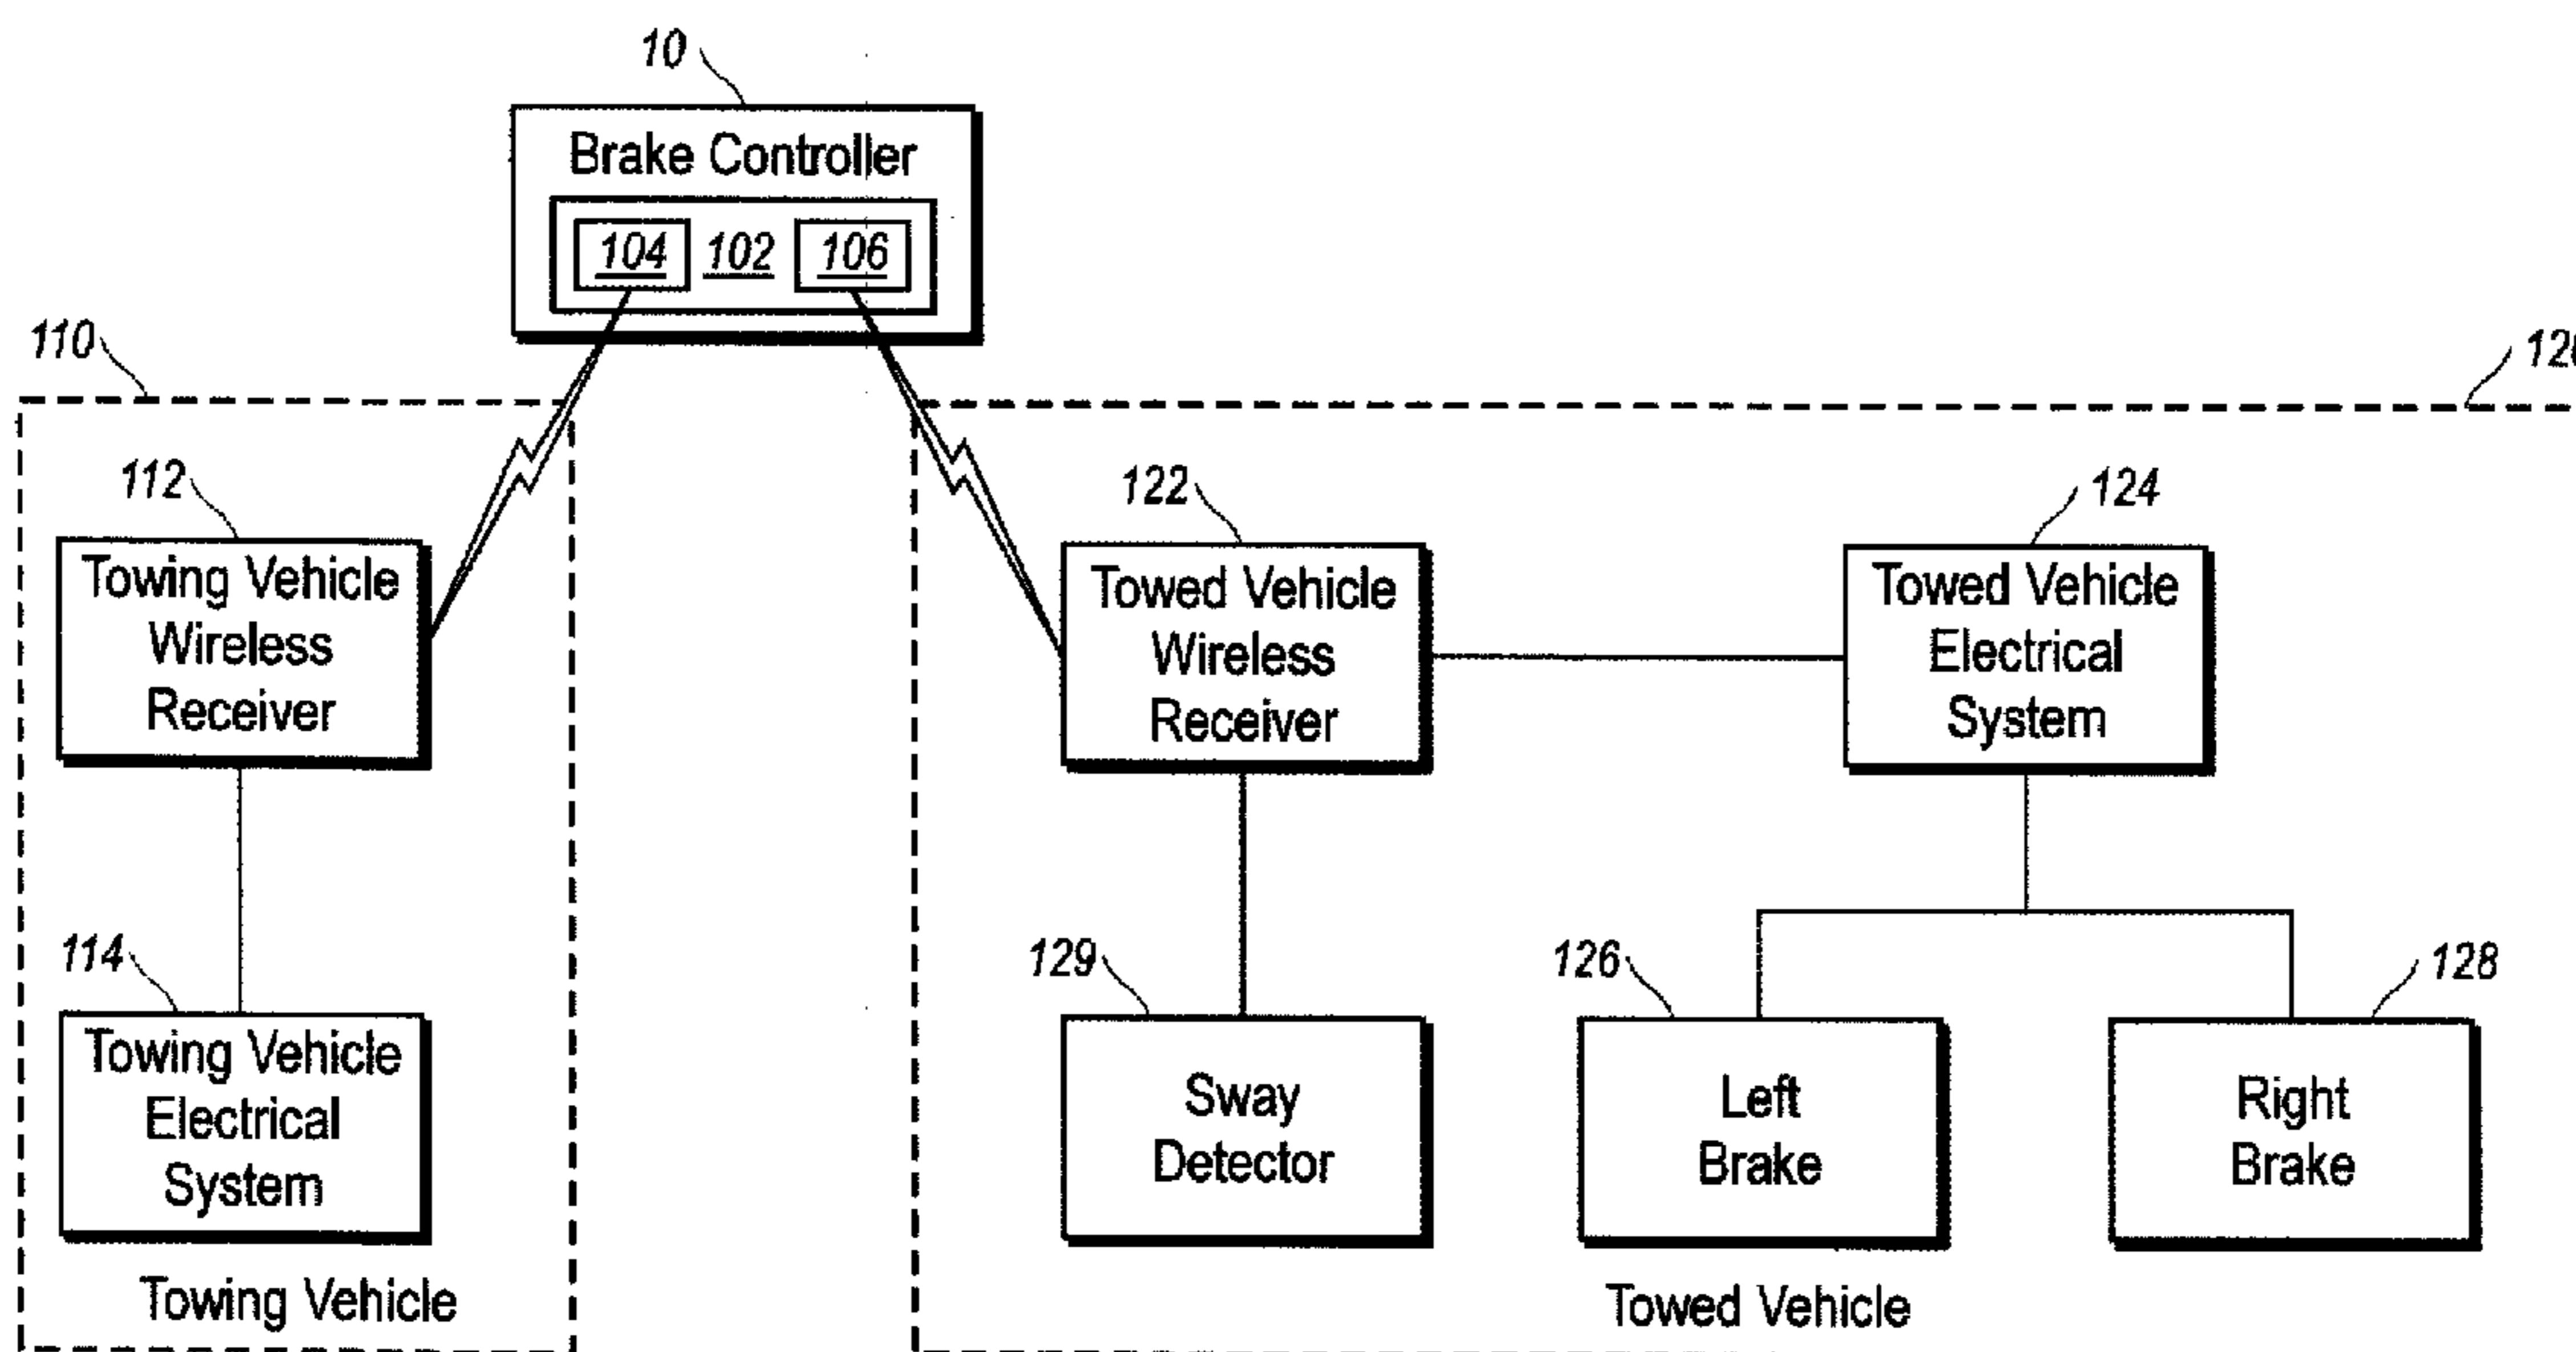 10
Brake Controller
104 102 106
110
112
Towing Vehicle
Wireless
Receiver
114
Towing Vehicle
Electrical
System
Towing Vehicle
122
Towed Vehicle
Wireless
Receiver
124
Towed Vehicle
Electrical
System
129
Sway
Detector
126
Left
Brake
128
Right
Brake
Towed Vehicle